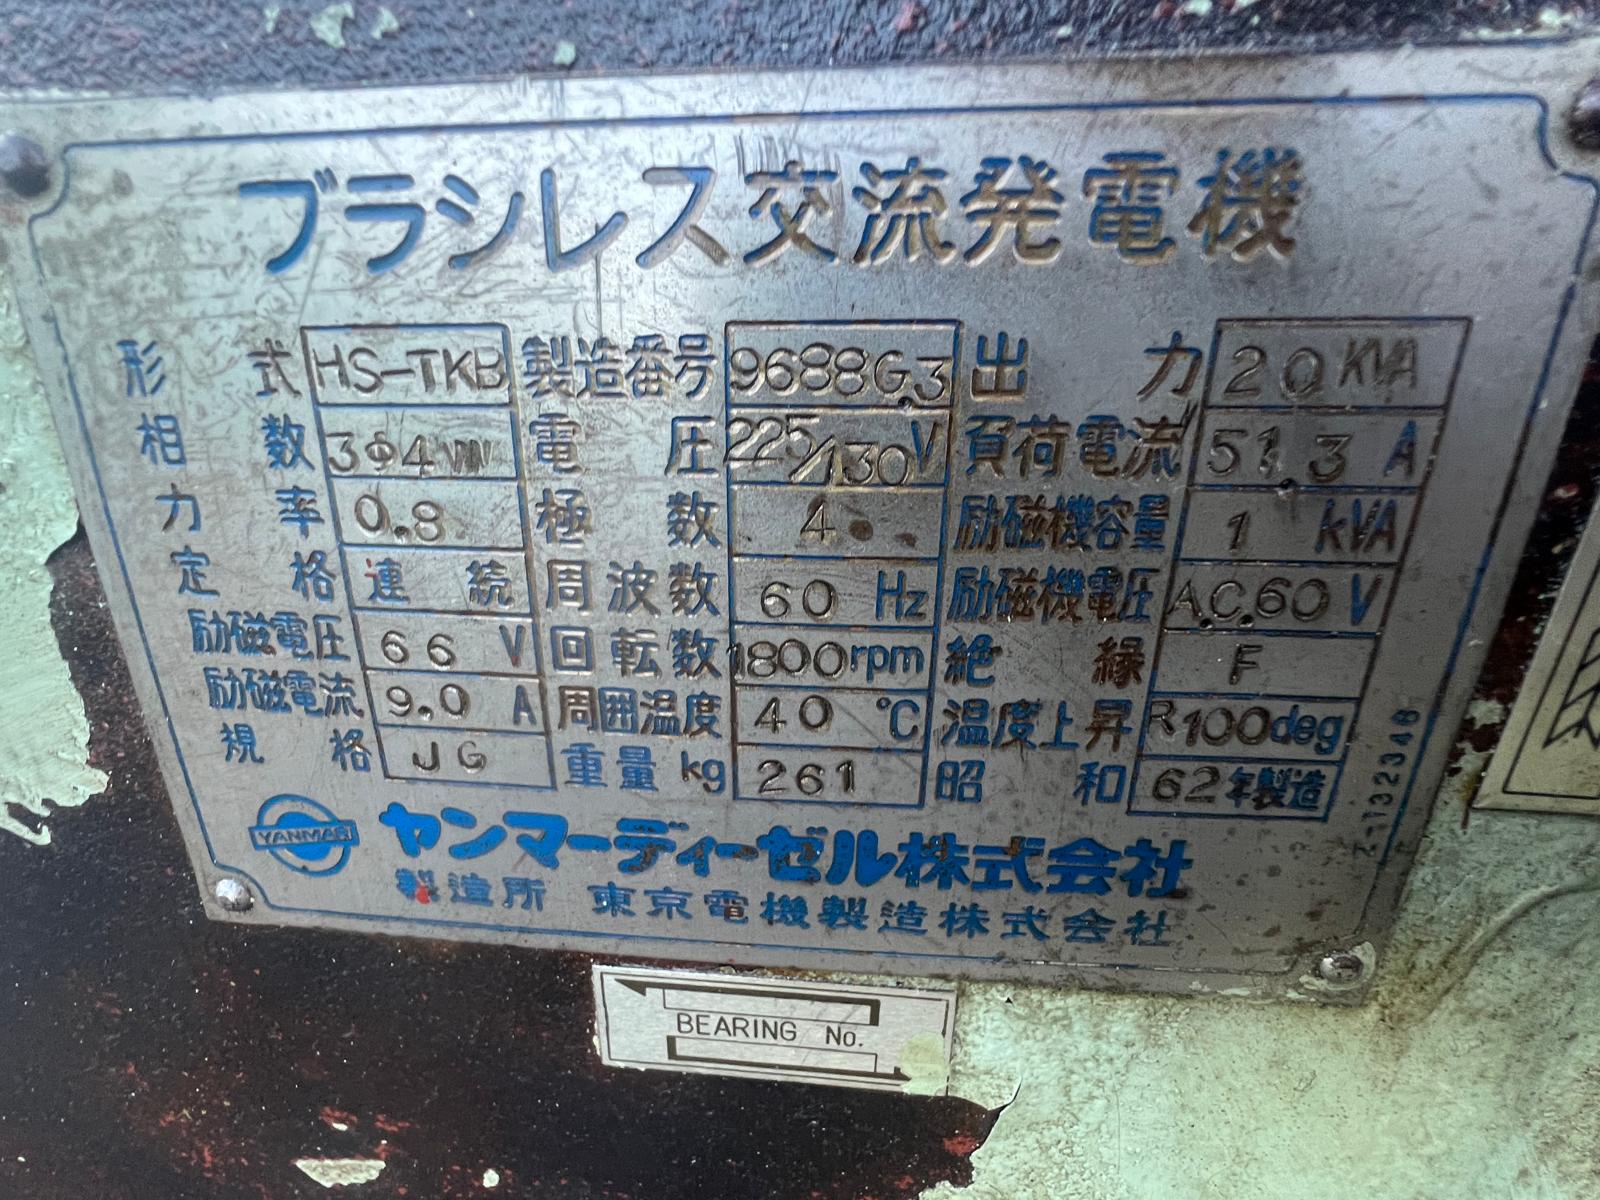 ブラシレス交流発電機
形式 HS-TKB 製造番号 9688G.3 出力 20 KVA
相数 3Φ4W 電圧 225/130V 負荷電流 51.3 A
力率 0.8 極数 4 励磁機容量 1 kVA
定格 連続 周波数 60 Hz 励磁機電圧 A.C.60 V
励磁電圧 66 V 回転数 1800rpm 絶縁 F
励磁電流 9.0 A 周囲温度 40 ℃ 温度上昇 R100deg
規格 JG 重量 kg 261 昭和 62年製造
YANMAR ヤンマーディーゼル株式会社
製造所 東京電機製造株式会社
Z-1132348
BEARING No.